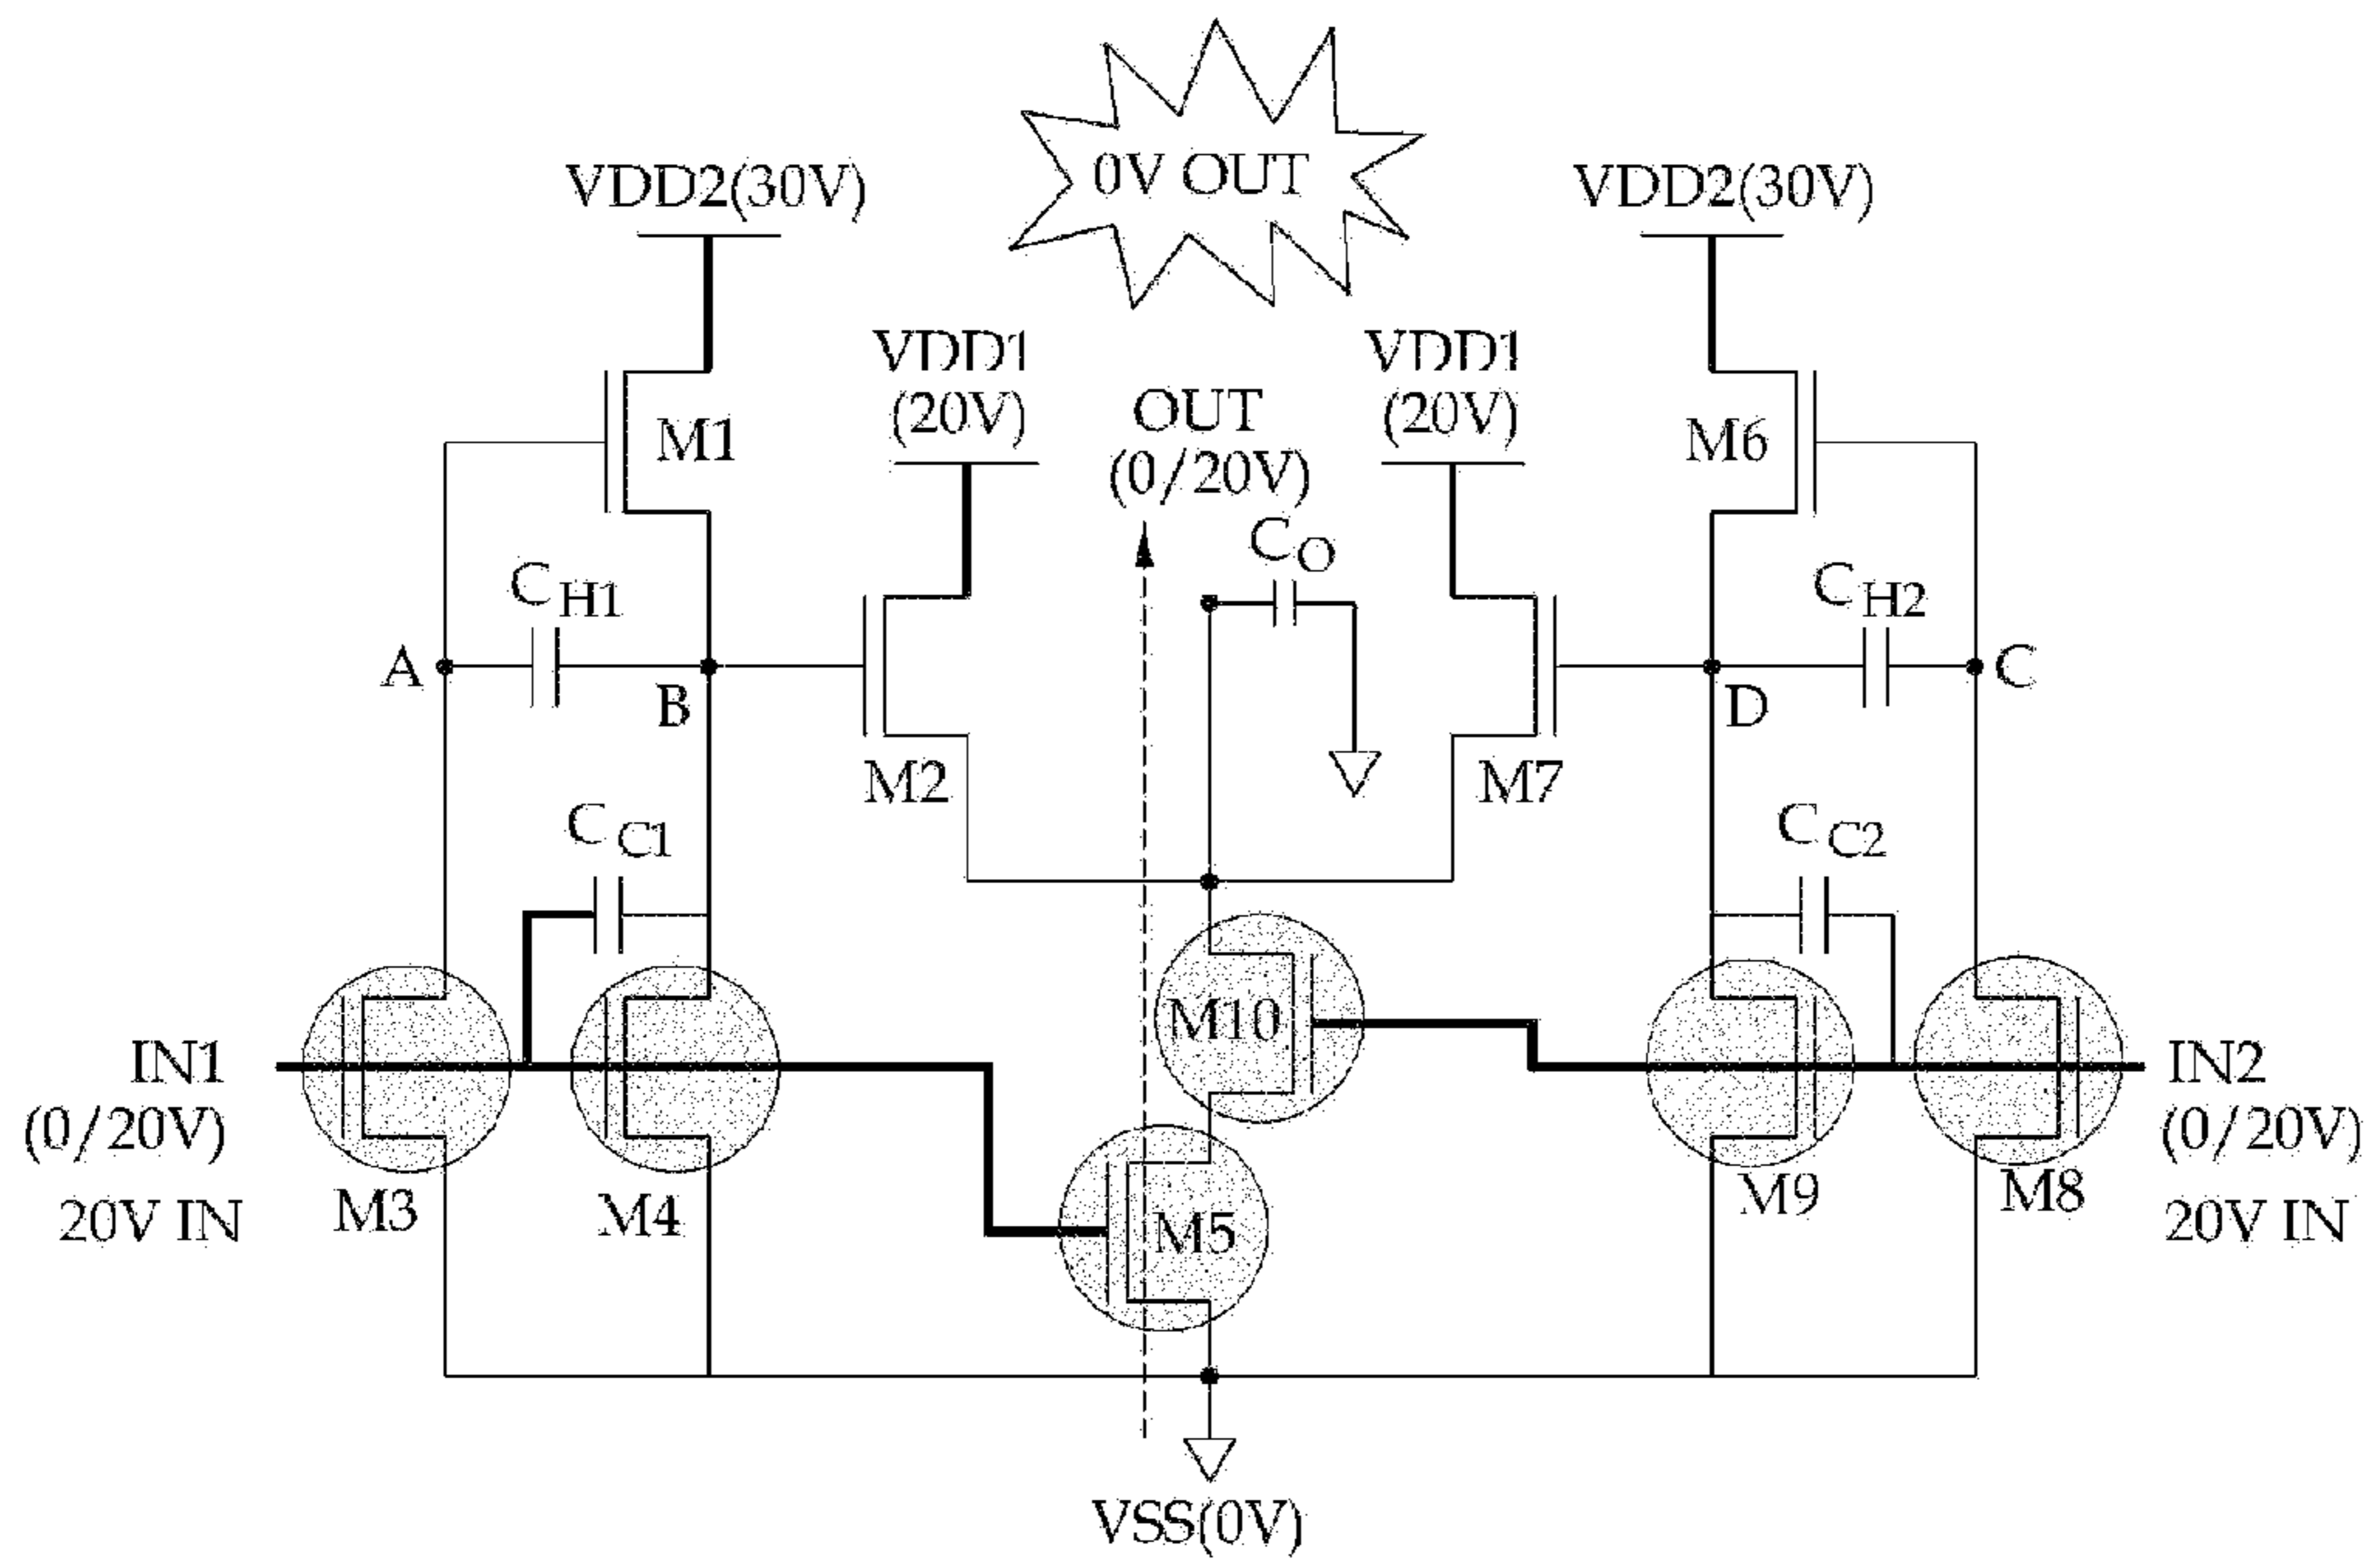 0V OUT
VDD2(30V)
VDD2(30V)
VDD1
(20V)
OUT
(0/20V)
VDD1
(20V)
M1
M6
CO
CH1
CH2
A
B
D
C
M2
M7
CC1
CC2
M10
IN1
(0/20V)
20V IN
M3
M4
M5
M9
M8
IN2
(0/20V)
20V IN
VSS(0V)